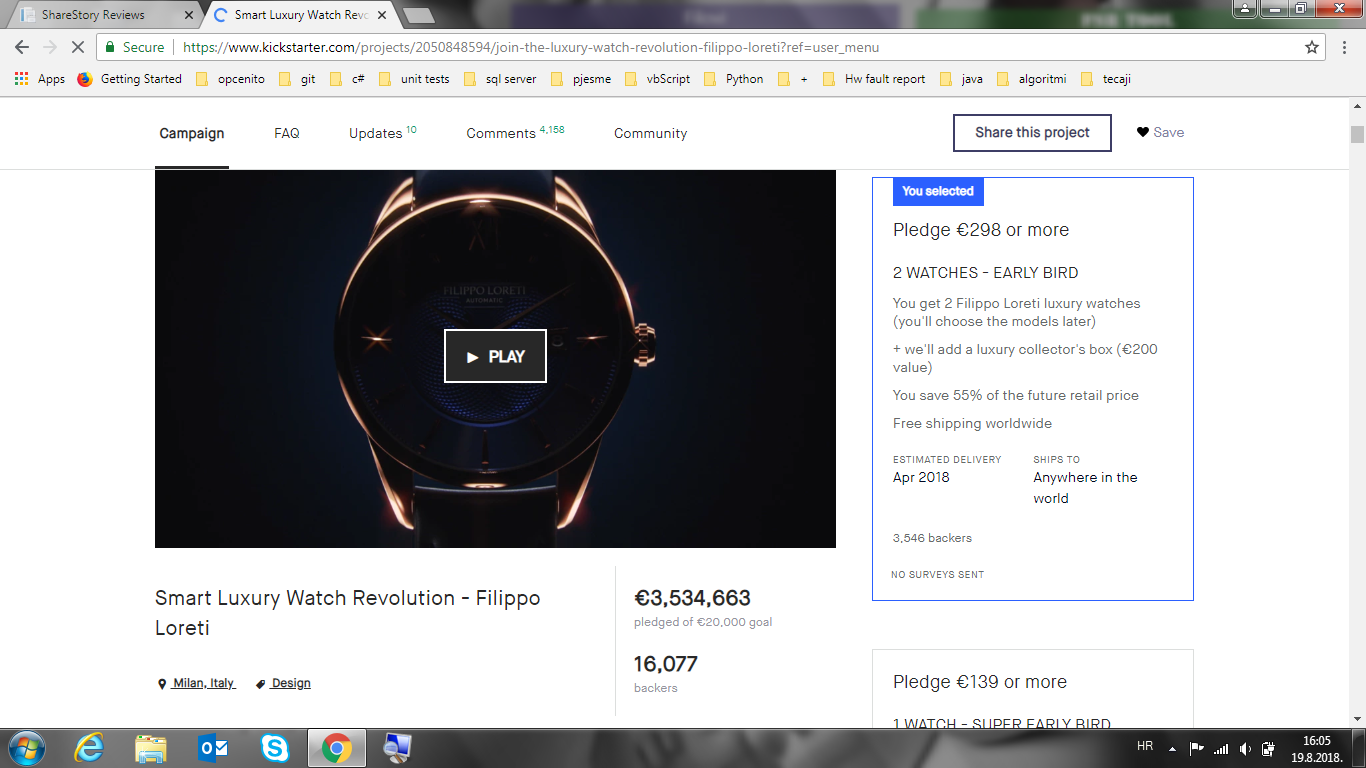 ShareStory Reviews
Smart Luxury Watch Revo
Secure
https://www.kickstarter.com/projects/2050848594/join-the-luxury-watch-revolution-filippo-loreti?ref=user_menu
Apps Getting Started opcenito git c# unit tests sql server pjesme vbScript Python + Hw fault report java algoritmi tecaji
Campaign FAQ Updates 10 Comments 4,158 Community
Share this project Save
FILIPPO LORETI
AUTOMATIC
PLAY
Smart Luxury Watch Revolution - Filippo
Loreti
Milan, Italy Design
€3,534,663
pledged of €20,000 goal
16,077
backers
You selected
Pledge €298 or more
2 WATCHES - EARLY BIRD
You get 2 Filippo Loreti luxury watches
(you'll choose the models later)
+ we'll add a luxury collector's box (€200
value)
You save 55% of the future retail price
Free shipping worldwide
ESTIMATED DELIVERY SHIPS TO
Apr 2018 Anywhere in the
world
3,546 backers
NO SURVEYS SENT
Pledge €139 or more
1 WATCH - SUPER EARLY BIRD
HR
16:05
19.8.2018.